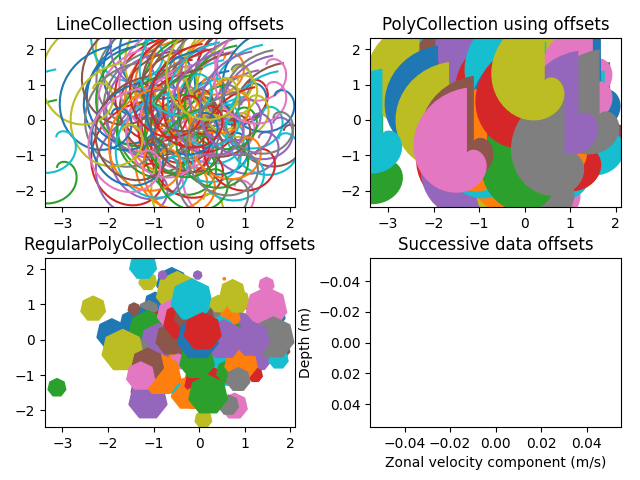 LineCollection using offsets
2
1
0
−1
−2
−3 −2 −1 0 1 2
PolyCollection using offsets
2
1
0
−1
−2
−3 −2 −1 0 1 2
RegularPolyCollection using offsets
2
1
0
−1
−2
−3 −2 −1 0 1 2
Successive data offsets
Depth (m)
−0.04
−0.02
0.00
0.02
0.04
−0.04 −0.02 0.00 0.02 0.04
Zonal velocity component (m/s)